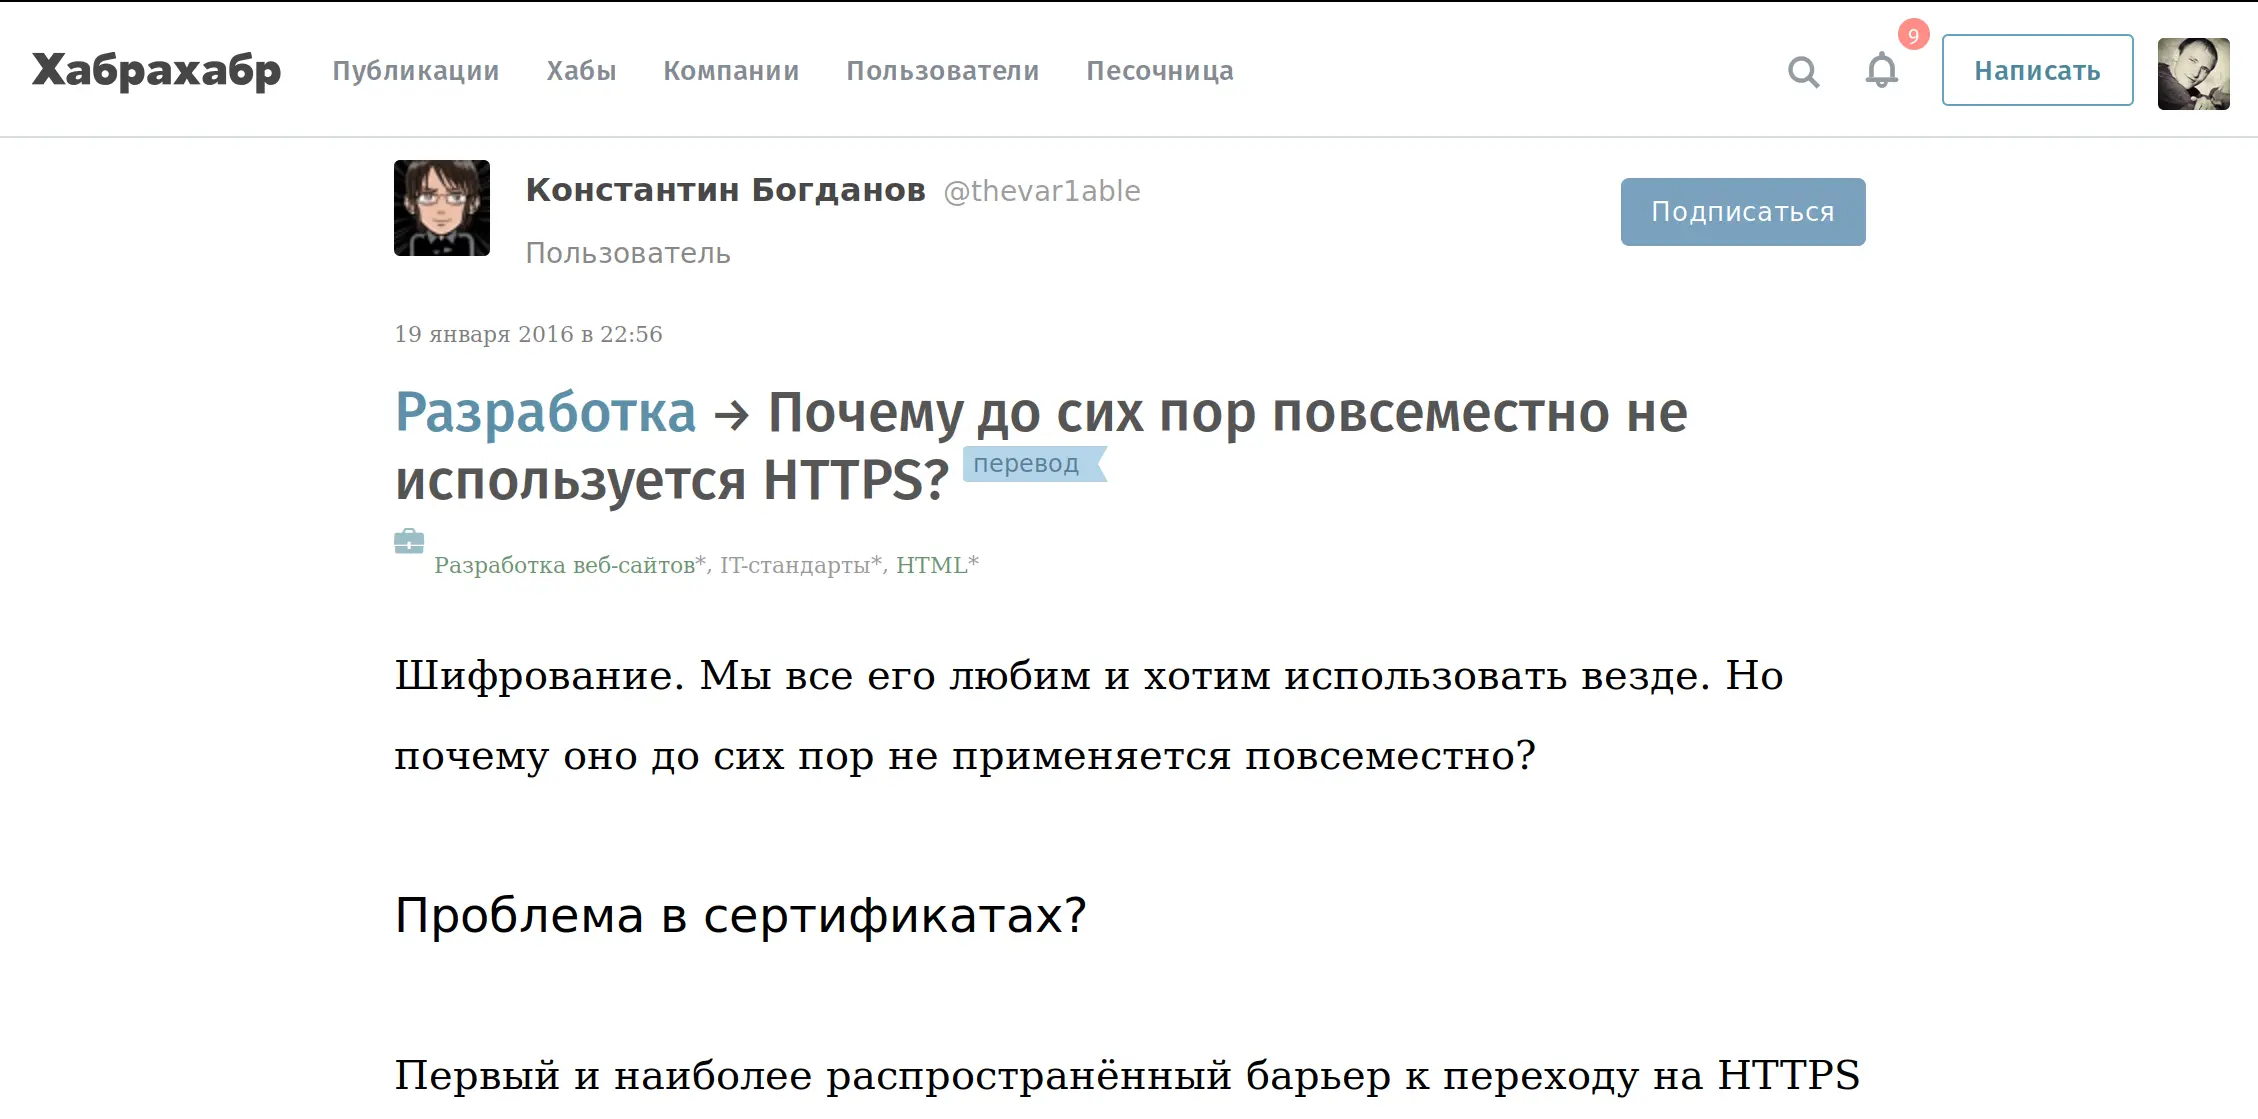 Хабрахабр Публикации Хабы Компании Пользователи Песочница 9 Написать
Константин Богданов @thevar1able
Подписаться
Пользователь
19 января 2016 в 22:56
Разработка → Почему до сих пор повсеместно не
используется HTTPS? перевод
Разработка веб-сайтов*, IT-стандарты*, HTML*
Шифрование. Мы все его любим и хотим использовать везде. Но
почему оно до сих пор не применяется повсеместно?
Проблема в сертификатах?
Первый и наиболее распространённый барьер к переходу на HTTPS